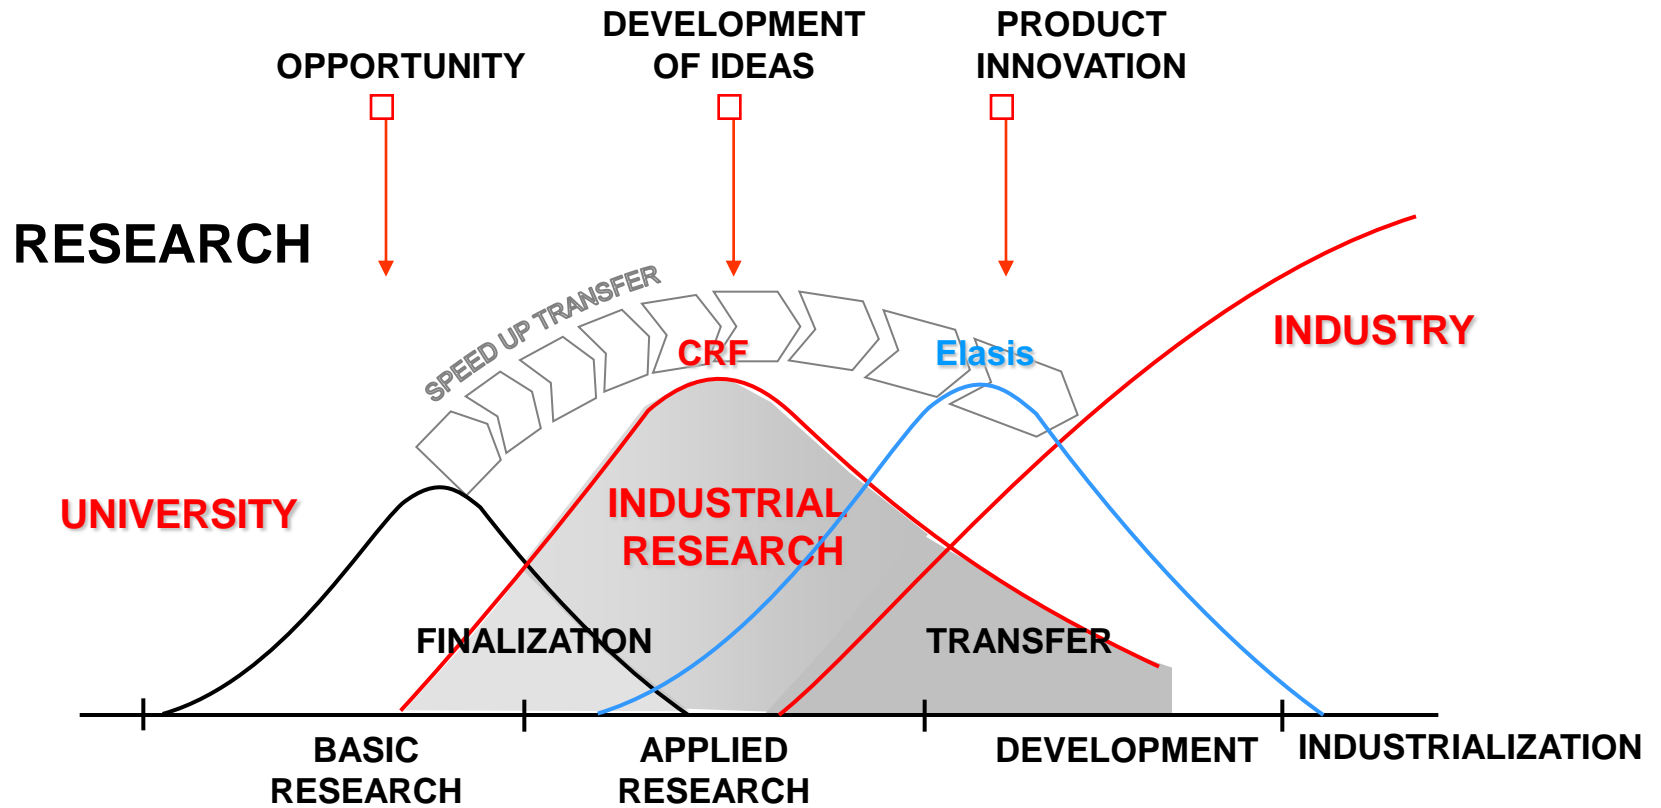 OPPORTUNITY
DEVELOPMENT
OF IDEAS
PRODUCT
INNOVATION
RESEARCH
SPEED UP TRANSFER
CRF
Elasis
INDUSTRY
UNIVERSITY
INDUSTRIAL
RESEARCH
FINALIZATION
TRANSFER
BASIC
RESEARCH
APPLIED
RESEARCH
DEVELOPMENT
INDUSTRIALIZATION